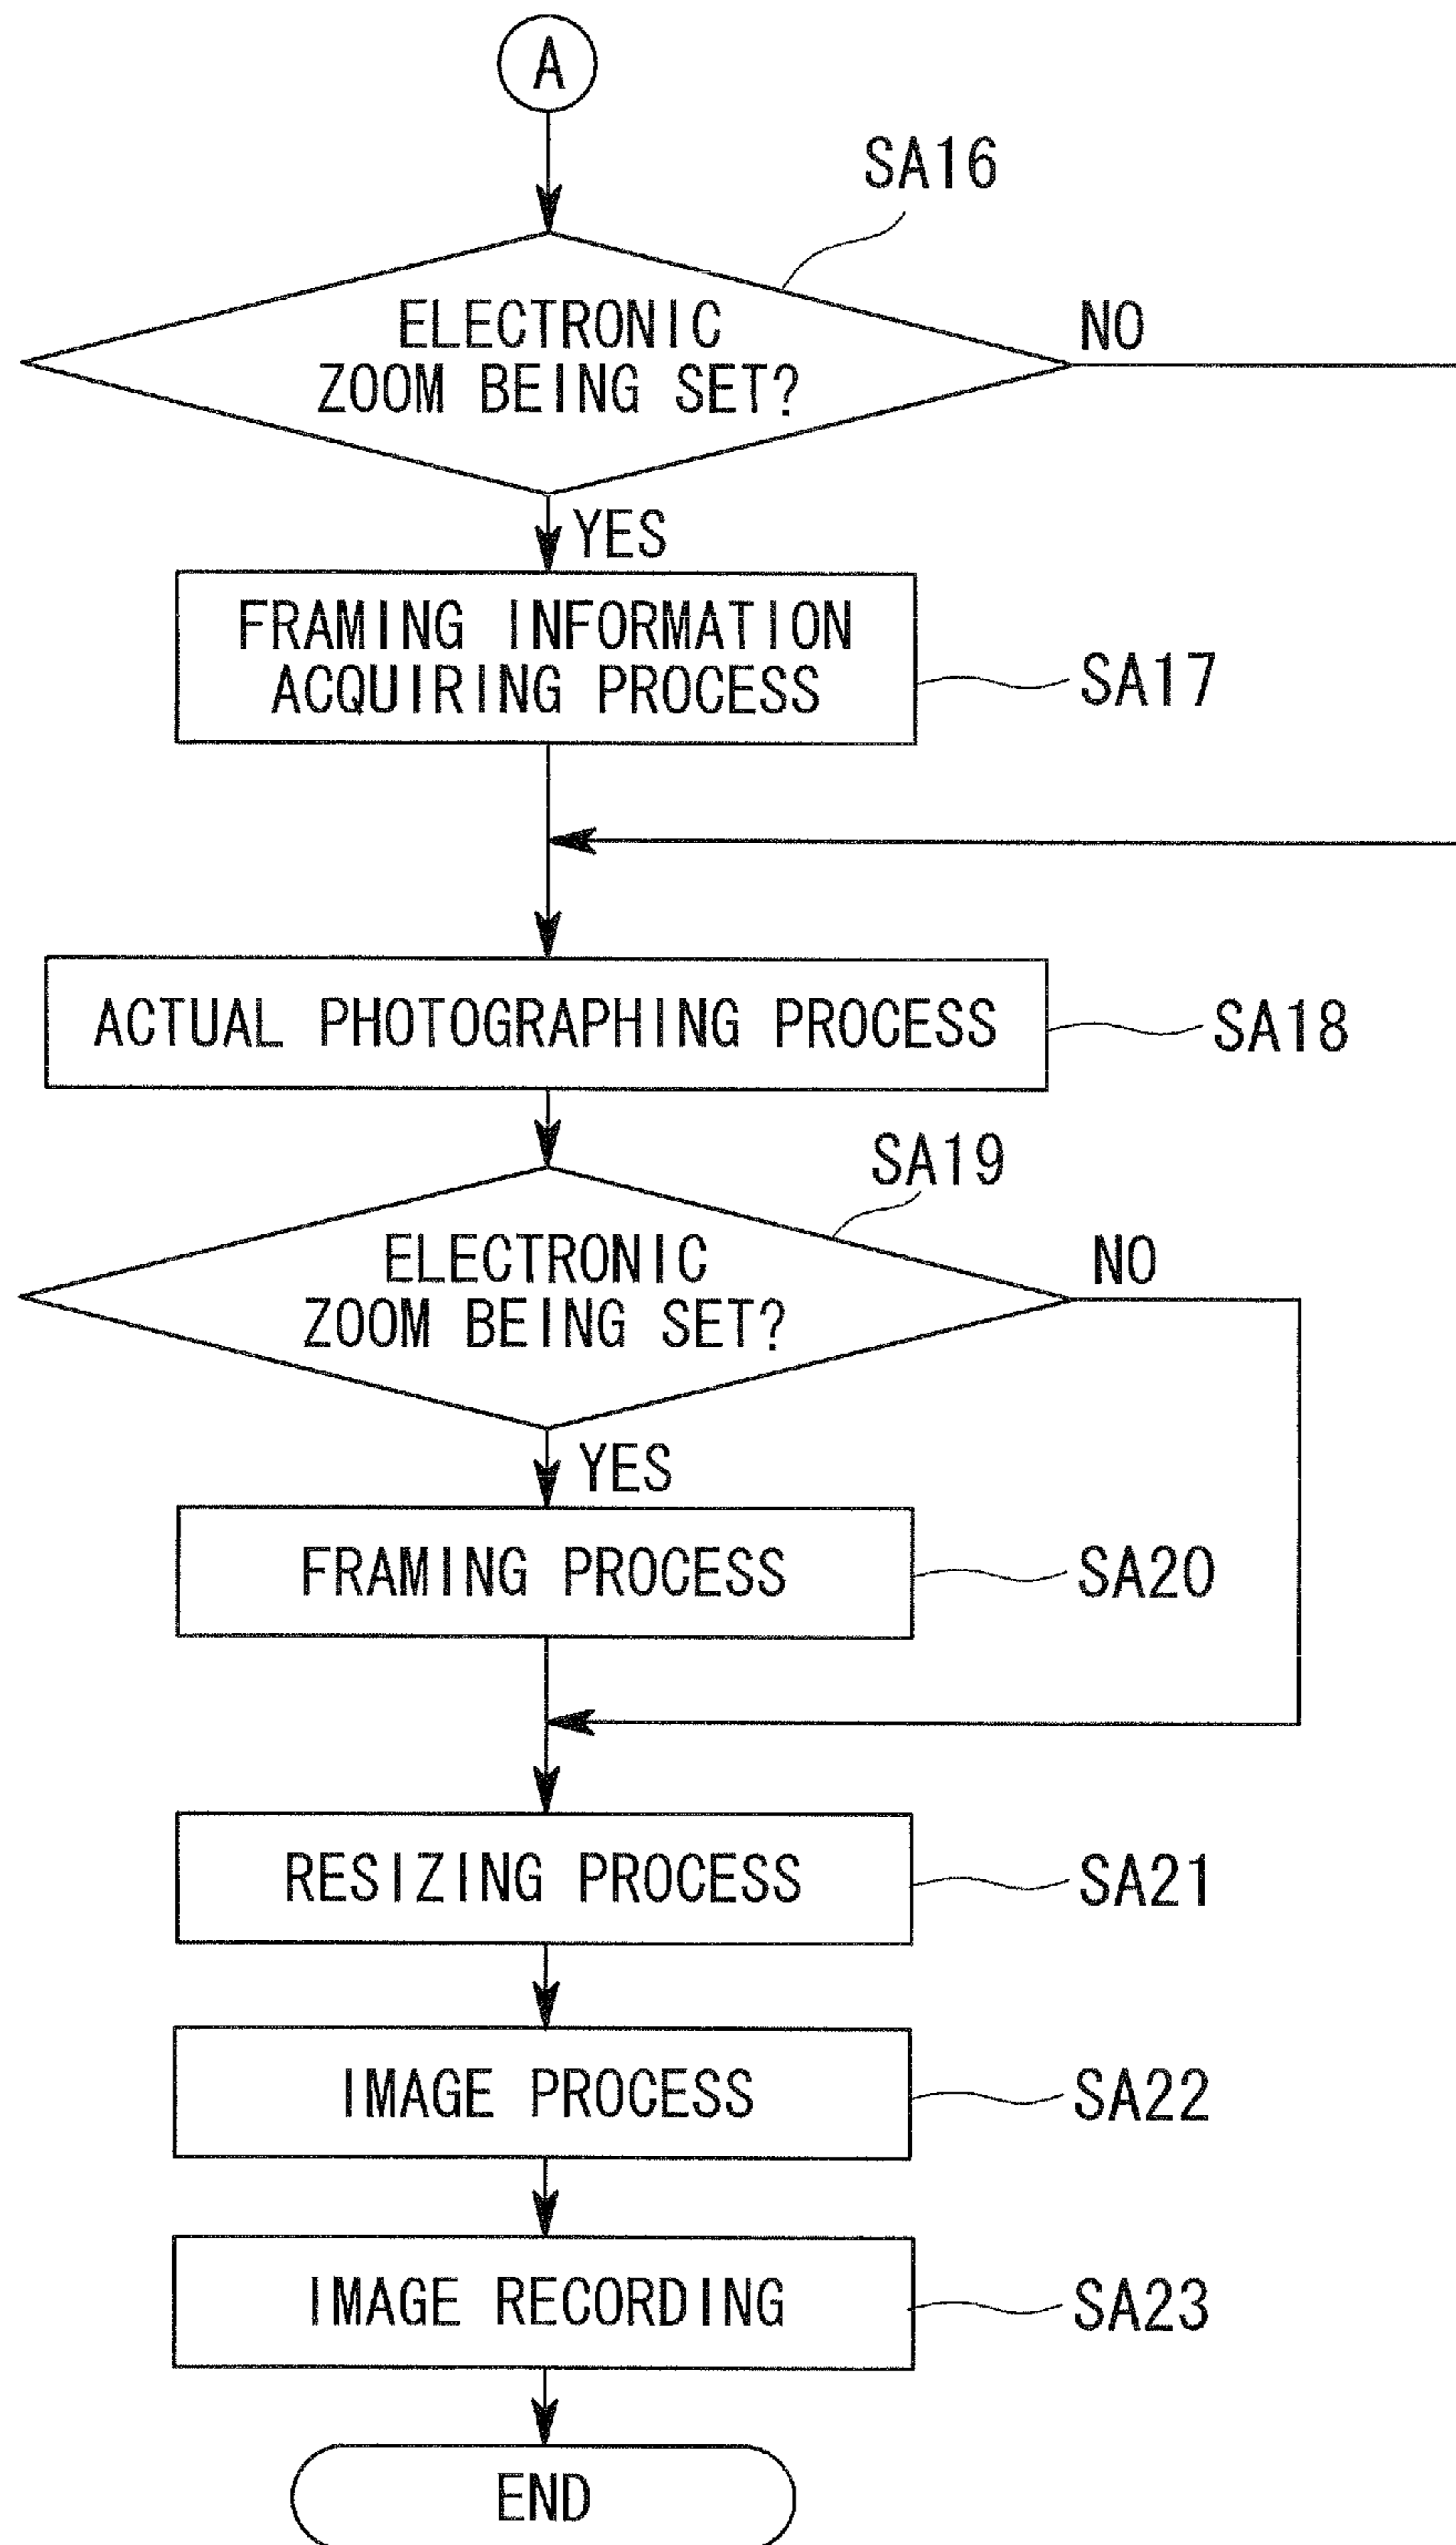 A
SA16
ELECTRONIC
ZOOM BEING SET?
NO
YES
FRAMING INFORMATION
ACQUIRING PROCESS
SA17
ACTUAL PHOTOGRAPHING PROCESS
SA18
SA19
ELECTRONIC
ZOOM BEING SET?
NO
YES
FRAMING PROCESS
SA20
RESIZING PROCESS
SA21
IMAGE PROCESS
SA22
IMAGE RECORDING
SA23
END